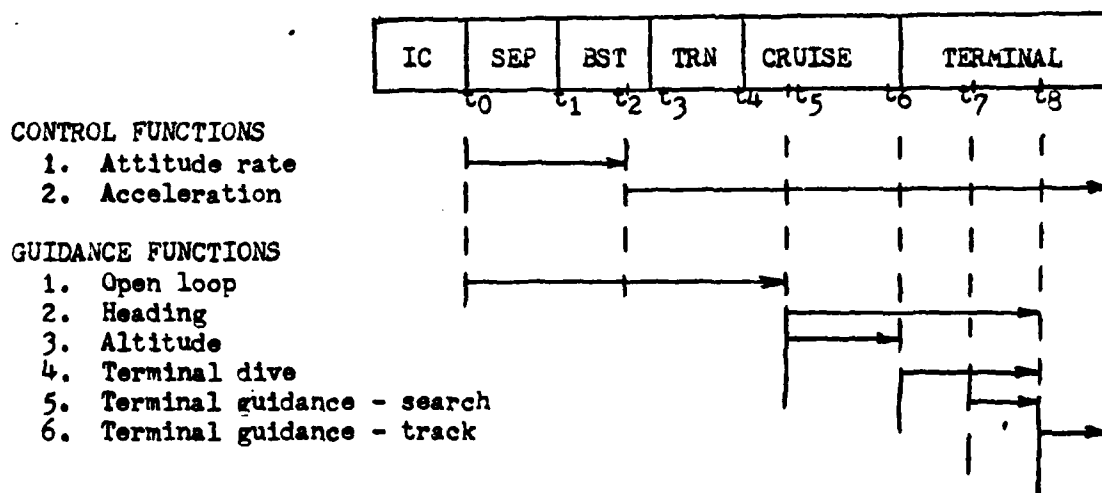 IC SEP BST TRN CRUISE TERMINAL
t0 t1 t2 t3 t4 t5 t6 t7 t8
CONTROL FUNCTIONS
1. Attitude rate
2. Acceleration
GUIDANCE FUNCTIONS
1. Open loop
2. Heading
3. Altitude
4. Terminal dive
5. Terminal guidance - search
6. Terminal guidance - track